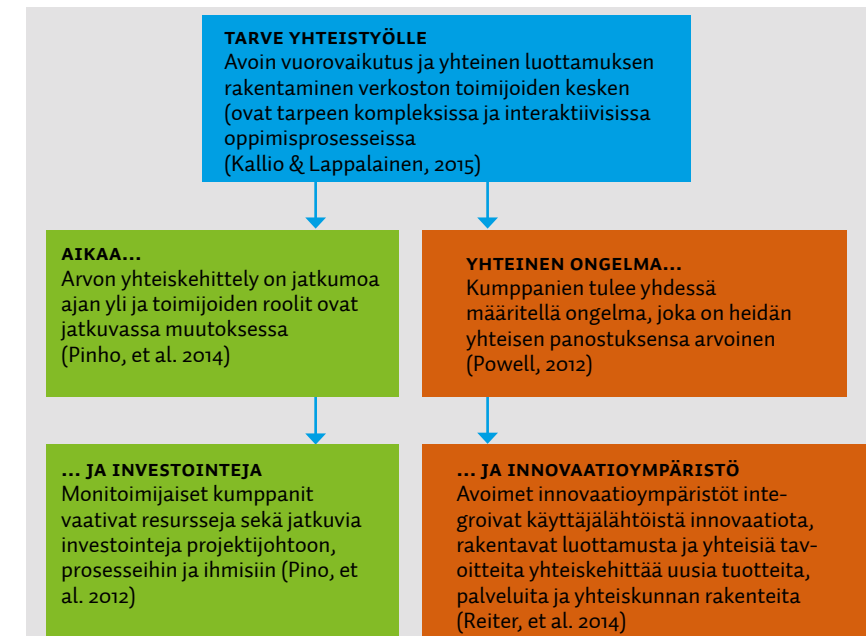 TARVE YHTEISTYÖLLE
Avoin vuorovaikutus ja yhteinen luottamuksen
rakentaminen verkoston toimijoiden kesken
(ovat tarpeen kompleksissa ja interaktiivisissa
oppimisprosesseissa
(Kallio & Lappalainen, 2015)
AIKAA...
Arvon yhteiskehittely on jatkumoa
ajan yli ja toimijoiden roolit ovat
jatkuvassa muutoksessa
(Pinho, et al. 2014)
YHTEINEN ONGELMA...
Kumppanien tulee yhdessä
määritellä ongelma, joka on heidän
yhteisen panostuksensa arvoinen
(Powell, 2012)
... JA INVESTOINTEJA
Monitoimijaiset kumppanit
vaativat resursseja sekä jatkuvia
investointeja projektijohtoon,
prosesseihin ja ihmisiin (Pino, et
al. 2012)
... JA INNOVAATIOYMPÄRISTÖ
Avoimet innovaatioympäristöt inte-
groivat käyttäjälähtöistä innovaatiota,
rakentavat luottamusta ja yhteisiä tav-
oitteita yhteiskehittää uusia tuotteita,
palveluita ja yhteiskunnan rakenteita
(Reiter, et al. 2014)